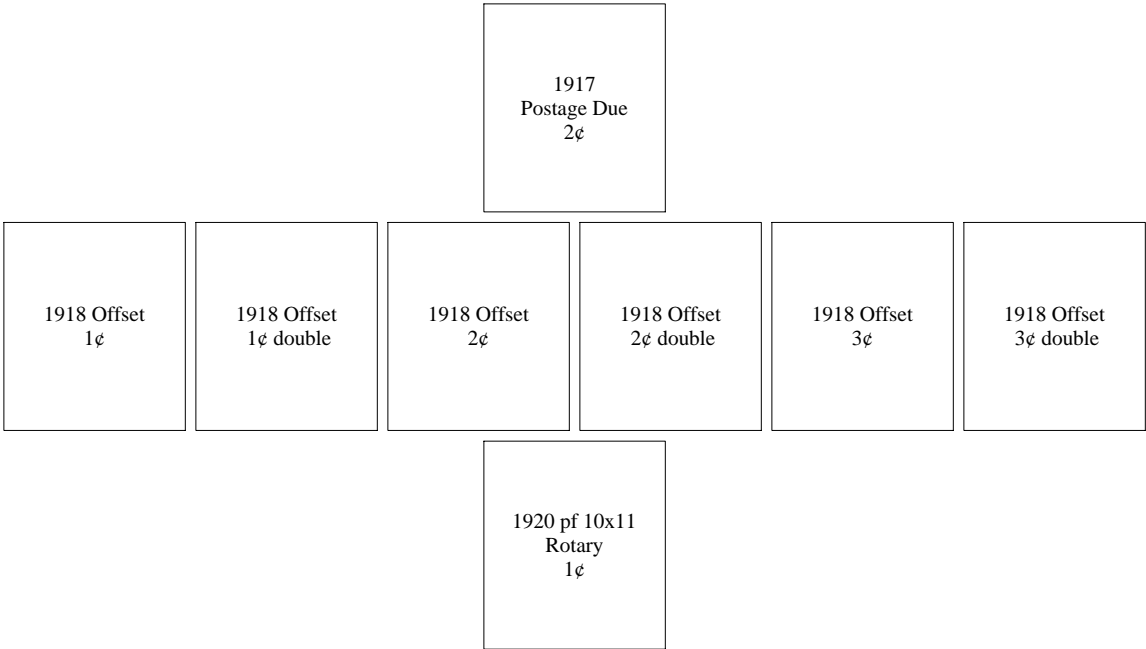 1917
Postage Due
2¢
1918 Offset
1¢
1918 Offset
1¢ double
1918 Offset
2¢
1918 Offset
2¢ double
1918 Offset
3¢
1918 Offset
3¢ double
1920 pf 10x11
Rotary
1¢